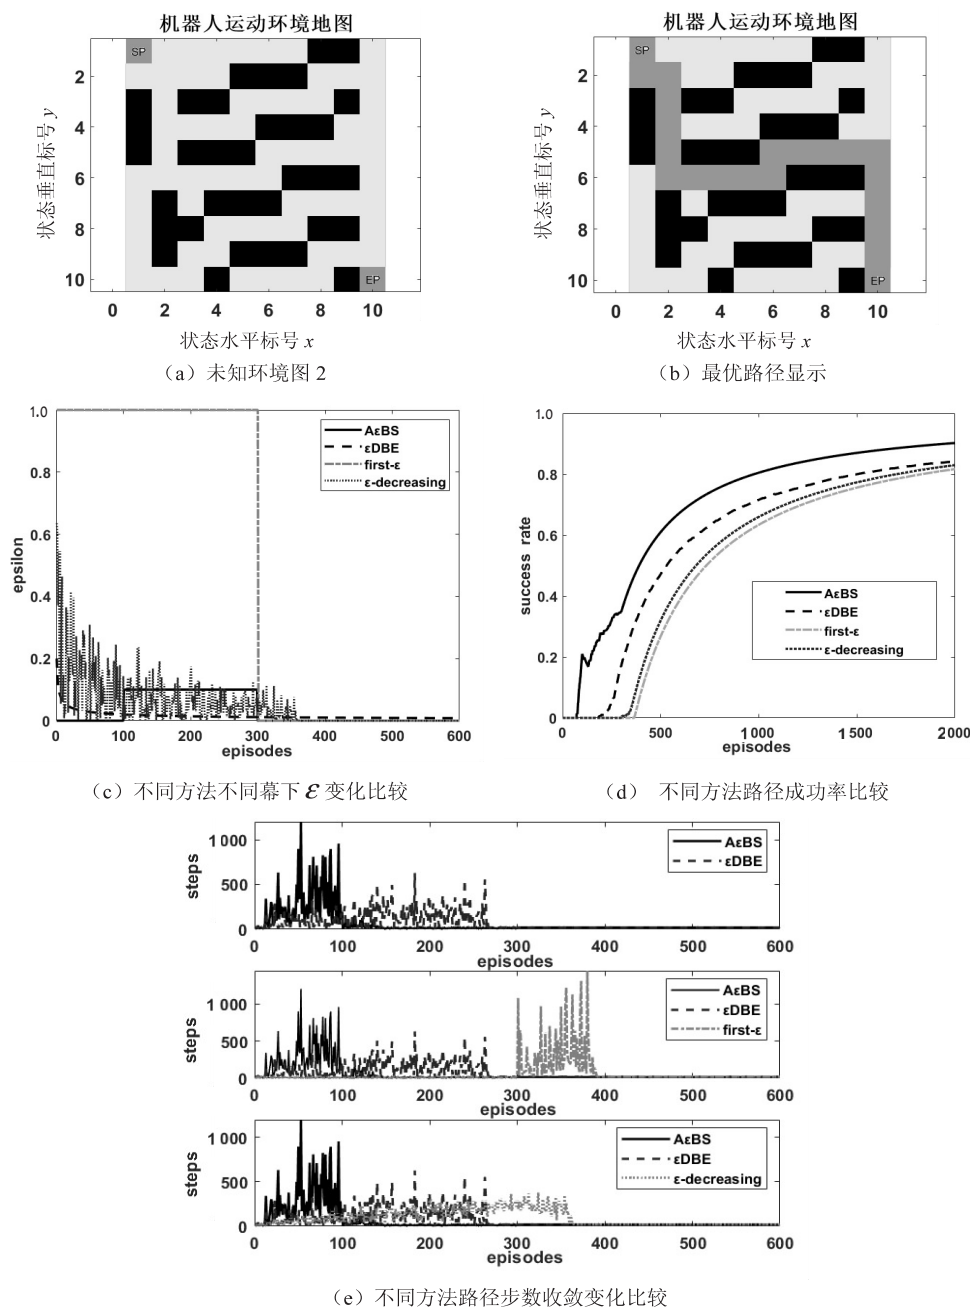 机器人运动环境地图
SP
2
4
6
8
10
状态垂直标号 y
EP
0 2 4 6 8 10
状态水平标号 x
（a）未知环境图 2
机器人运动环境地图
SP
2
4
6
8
10
状态垂直标号 y
EP
0 2 4 6 8 10
状态水平标号 x
（b）最优路径显示
1.0
0.8
0.6
0.4
0.2
0
epsilon
AεBS
εDBE
first-ε
ε-decreasing
0 100 200 300 400 500 600
episodes
（c）不同方法不同幕下 ε 变化比较
1.0
0.8
0.6
0.4
0.2
0
success rate
AεBS
εDBE
first-ε
ε-decreasing
0 500 1000 1 500 2000
episodes
（d） 不同方法路径成功率比较
1 000
500
0
steps
AεBS
εDBE
0 100 200 300 400 500 600
episodes
1 000
500
0
steps
AεBS
εDBE
first-ε
0 100 200 300 400 500 600
episodes
1 000
500
0
steps
AεBS
εDBE
ε-decreasing
0 100 200 300 400 500 600
episodes
（e）不同方法路径步数收敛变化比较